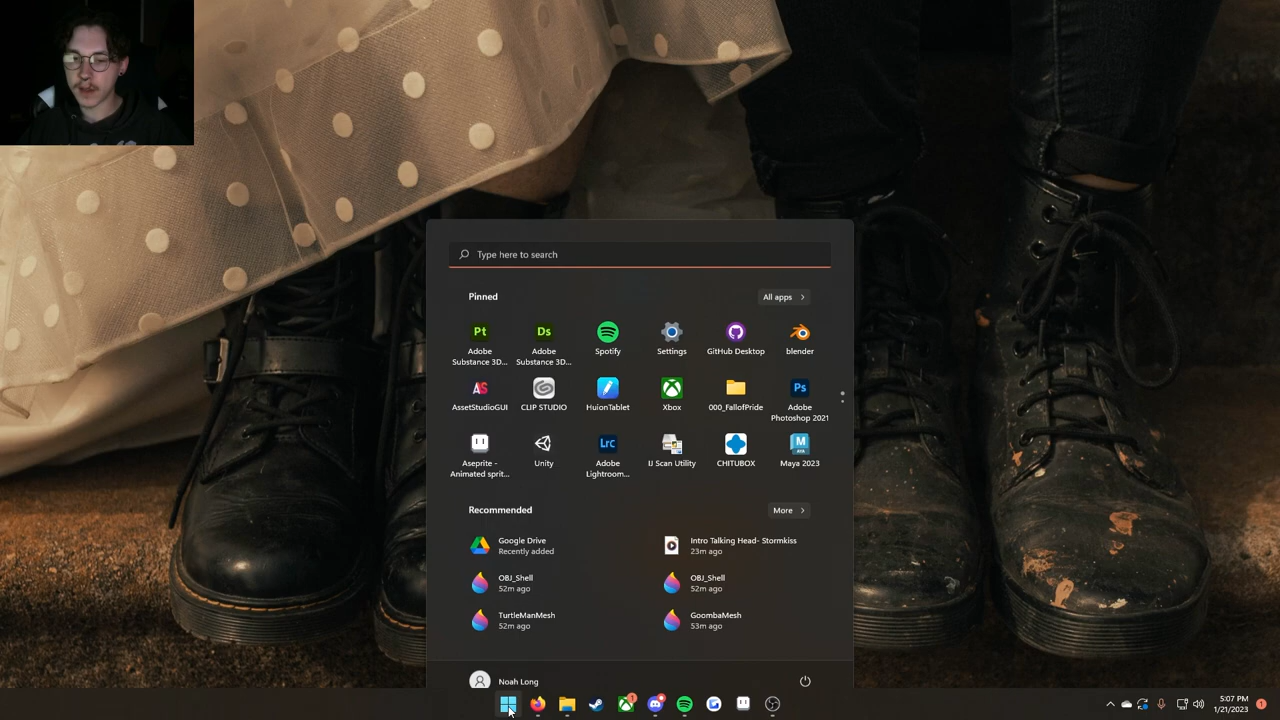 Type here to search
Pinned
All apps
Pt
Ds
Adobe
Substance 3D...
Adobe
Substance 3D...
Spotify
Settings
GitHub Desktop
blender
AS
Ps
AssetStudioGUI
CLIP STUDIO
HuionTablet
Xbox
000_FallofPride
Adobe
Photoshop 2021
Lrc
M
Aseprite -
Animated sprit...
Unity
Adobe
Lightroom...
IJ Scan Utility
CHITUBOX
Maya 2023
Recommended
More
Google Drive
Recently added
Intro Talking Head- Stormkiss
23m ago
OBJ_Shell
52m ago
OBJ_Shell
52m ago
TurtleManMesh
52m ago
GoombaMesh
53m ago
Noah Long
5:07 PM
1/21/2023
1